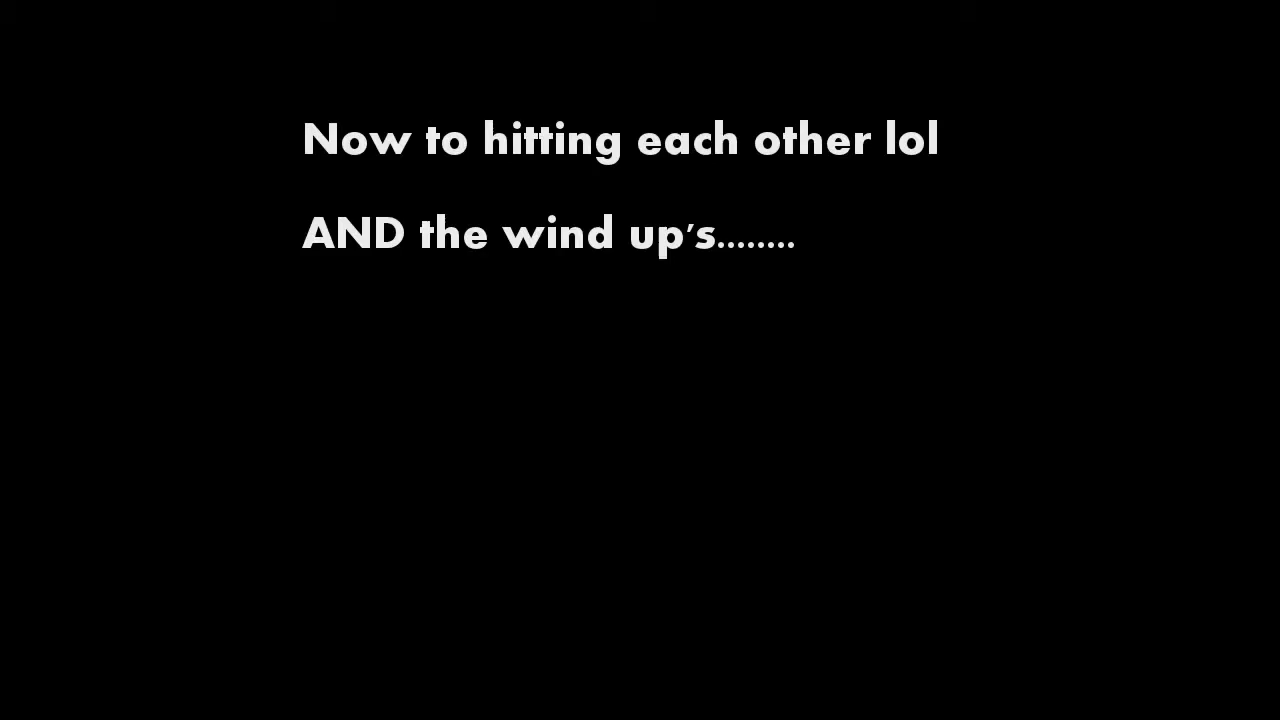 Now to hitting each other lol
AND the wind up's........